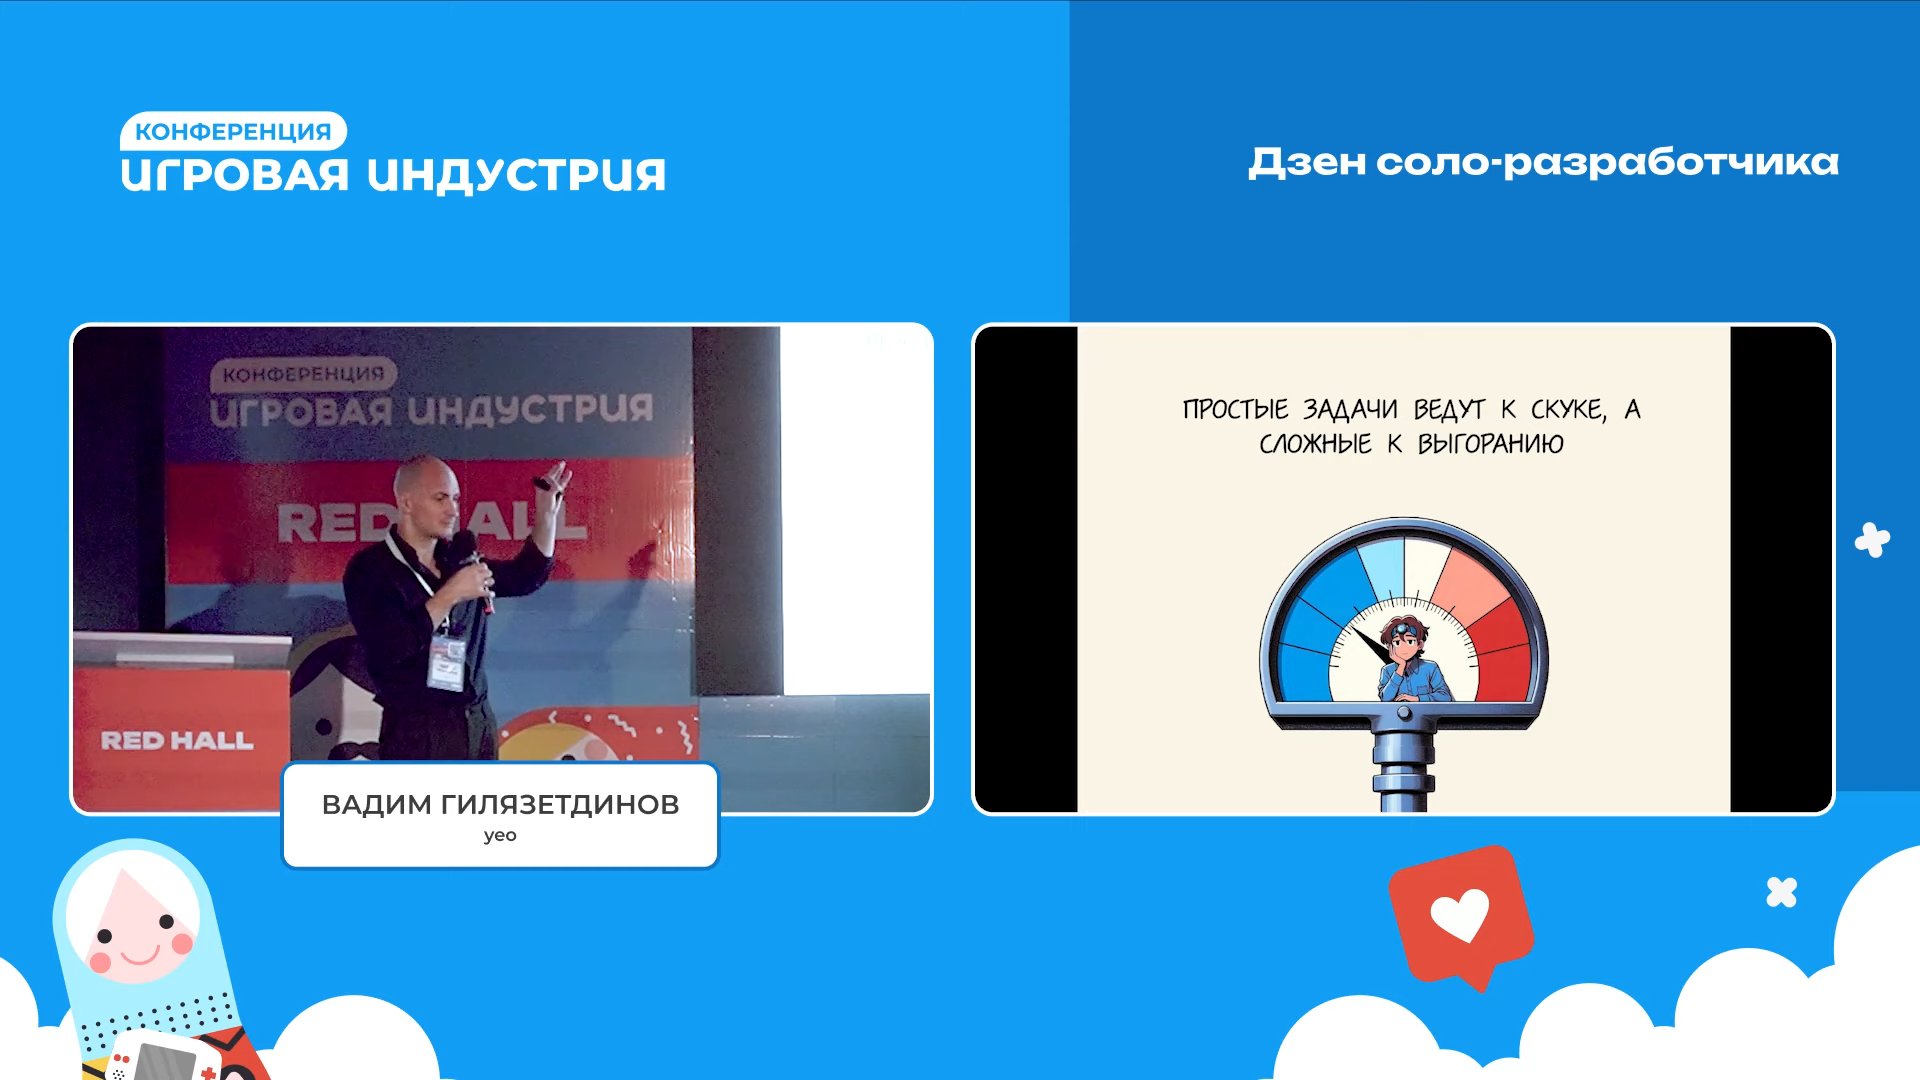 КОНФЕРЕНЦИЯ
ИГРОВАЯ ИНДУСТРИЯ
Дзен соло-разработчика
КОНФЕРЕНЦИЯ
ИГРОВАЯ ИНДУСТРИЯ
RED HALL
RED HALL
ПРОСТЫЕ ЗАДАЧИ ВЕДУТ К СКУКЕ, А
СЛОЖНЫЕ К ВЫГОРАНИЮ
ВАДИМ ГИЛЯЗЕТДИНОВ
yeo